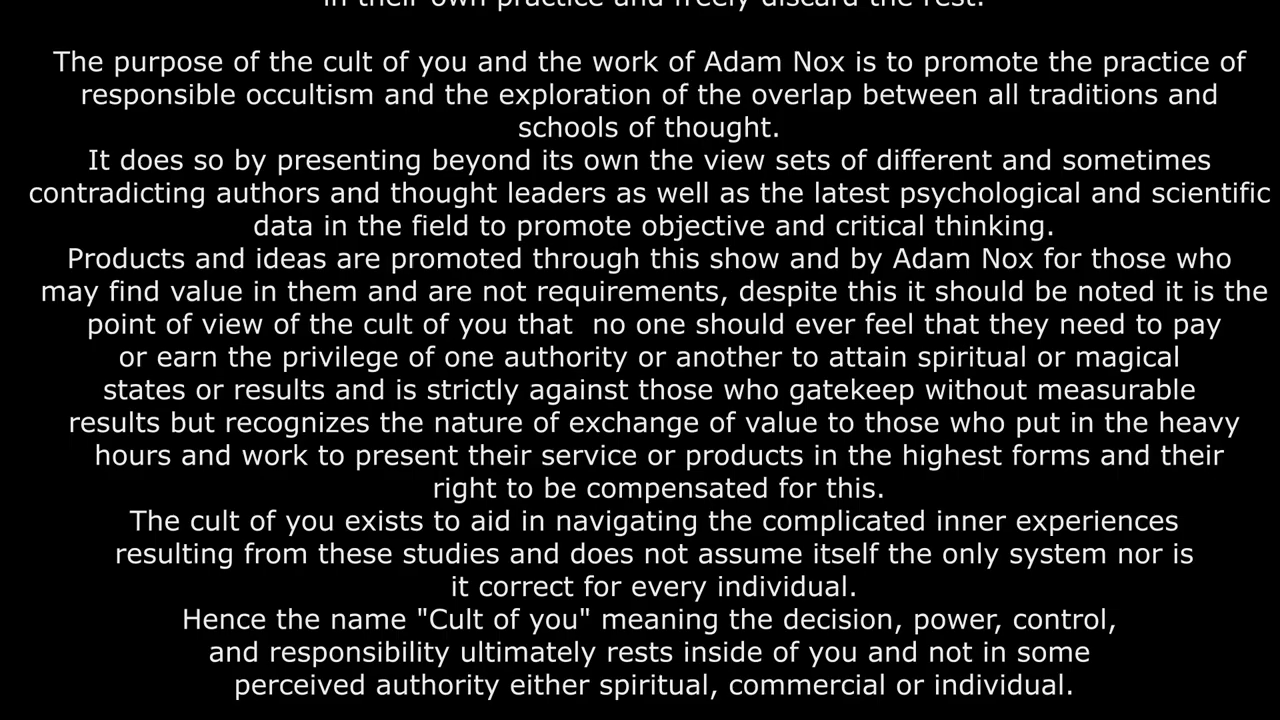 in their own practice and freely discard the rest.
The purpose of the cult of you and the work of Adam Nox is to promote the practice of
responsible occultism and the exploration of the overlap between all traditions and
schools of thought.
It does so by presenting beyond its own the view sets of different and sometimes
contradicting authors and thought leaders as well as the latest psychological and scientific
data in the field to promote objective and critical thinking.
Products and ideas are promoted through this show and by Adam Nox for those who
may find value in them and are not requirements, despite this it should be noted it is the
point of view of the cult of you that  no one should ever feel that they need to pay
or earn the privilege of one authority or another to attain spiritual or magical
states or results and is strictly against those who gatekeep without measurable
results but recognizes the nature of exchange of value to those who put in the heavy
hours and work to present their service or products in the highest forms and their
right to be compensated for this.
The cult of you exists to aid in navigating the complicated inner experiences
resulting from these studies and does not assume itself the only system nor is
it correct for every individual.
Hence the name "Cult of you" meaning the decision, power, control,
and responsibility ultimately rests inside of you and not in some
perceived authority either spiritual, commercial or individual.